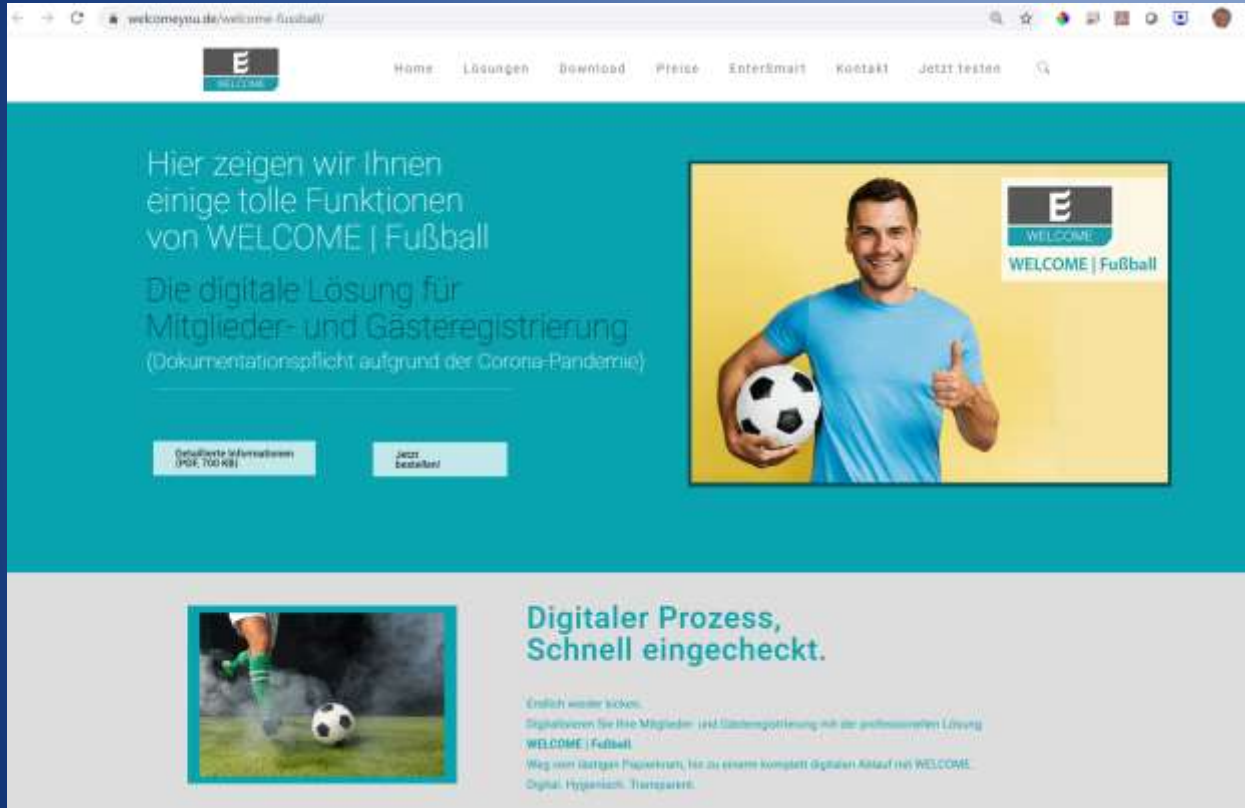 welcomeyou.de/welcome-fussball/
E
WELCOME
Home Lösungen Download Preise EnterSmart Kontakt Jetzt testen
Hier zeigen wir Ihnen
einige tolle Funktionen
von WELCOME | Fußball
Die digitale Lösung für
Mitglieder- und Gästeregistrierung
(Dokumentationspflicht aufgrund der Corona-Pandemie)
Detaillierte Informationen
(PDF, 700 KB)
Jetzt
bestellen!
E
WELCOME
WELCOME | Fußball
Digitaler Prozess,
Schnell eingecheckt.
Endlich wieder kicken.
Digitalisieren Sie Ihre Mitglieder- und Gästeregistrierung mit der professionellen Lösung
WELCOME | Fußball.
Weg vom lästigen Papierkram, hin zu einem komplett digitalen Ablauf mit WELCOME.
Digital. Hygienisch. Transparent.